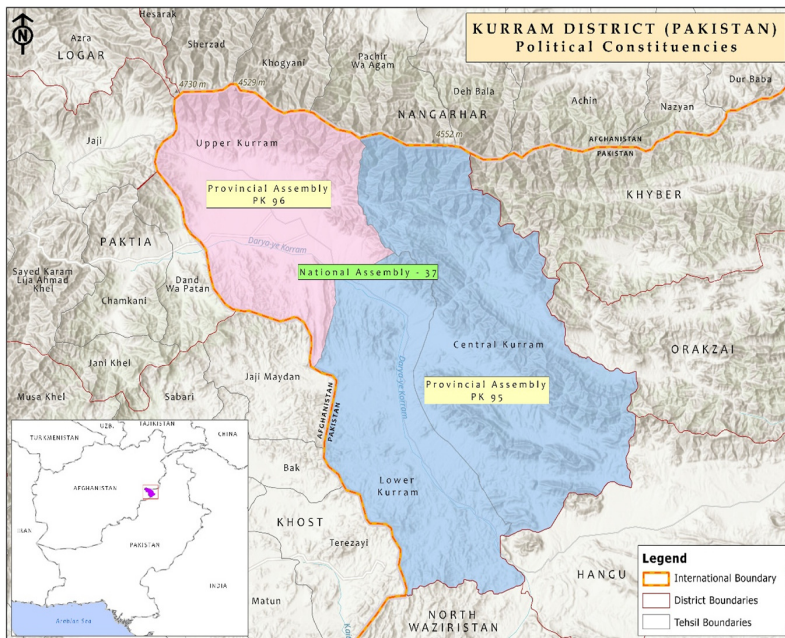 KURRAM DISTRICT (PAKISTAN)
Political Constituencies
N
Hesarak
Azra
LOGAR
Sherzad
Khogyani
Pachir
Wa Agam
4730 m
4529 m
Deh Bala
Dur Baba
Achin
Nazyan
NANGARHAR
4552 m
AFGHANISTAN
PAKISTAN
Jaji
Upper Kurram
Provincial Assembly
PK 96
KHYBER
PAKTIA
Darya-ye Korram
National Assembly - 37
Sayed Karam
Lija Ahmad
Khel
Dand
Wa Patan
Chamkani
Central Kurram
ORAKZAI
Jani Khel
Jaji Maydan
Darya-ye Korram
Provincial Assembly
PK 95
Musa Khel
Sabari
AFGHANISTAN
PAKISTAN
Bak
Lower
Kurram
KHOST
Terezayi
HANGU
Matun
NORTH
WAZIRISTAN
UZB.
TAJIKISTAN
TURKMENISTAN
CHINA
AFGHANISTAN
IRAN
PAKISTAN
INDIA
Arabian Sea
Legend
International Boundary
District Boundaries
Tehsil Boundaries